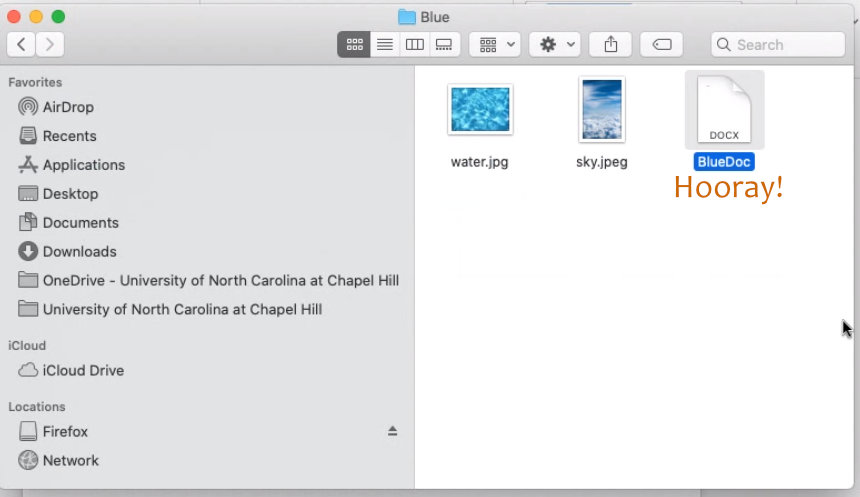 Blue
Search
Favorites
AirDrop
Recents
Applications
Desktop
Documents
Downloads
OneDrive - University of North Carolina at Chapel Hill
University of North Carolina at Chapel Hill
iCloud
iCloud Drive
Locations
Firefox
Network
DOCX
water.jpg sky.jpeg BlueDoc
Hooray!